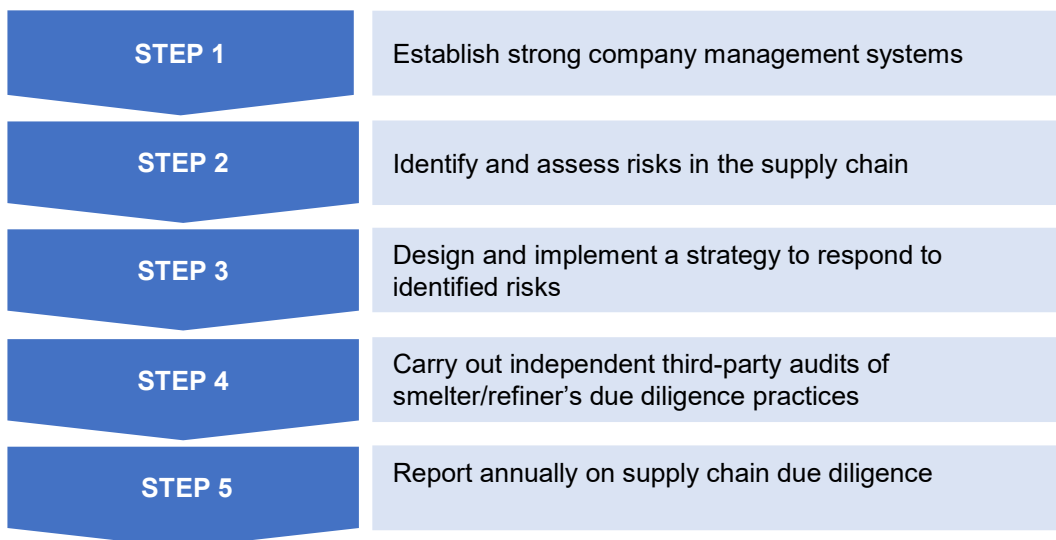 STEP 1
Establish strong company management systems
STEP 2
Identify and assess risks in the supply chain
STEP 3
Design and implement a strategy to respond to
identified risks
STEP 4
Carry out independent third-party audits of
smelter/refiner’s due diligence practices
STEP 5
Report annually on supply chain due diligence